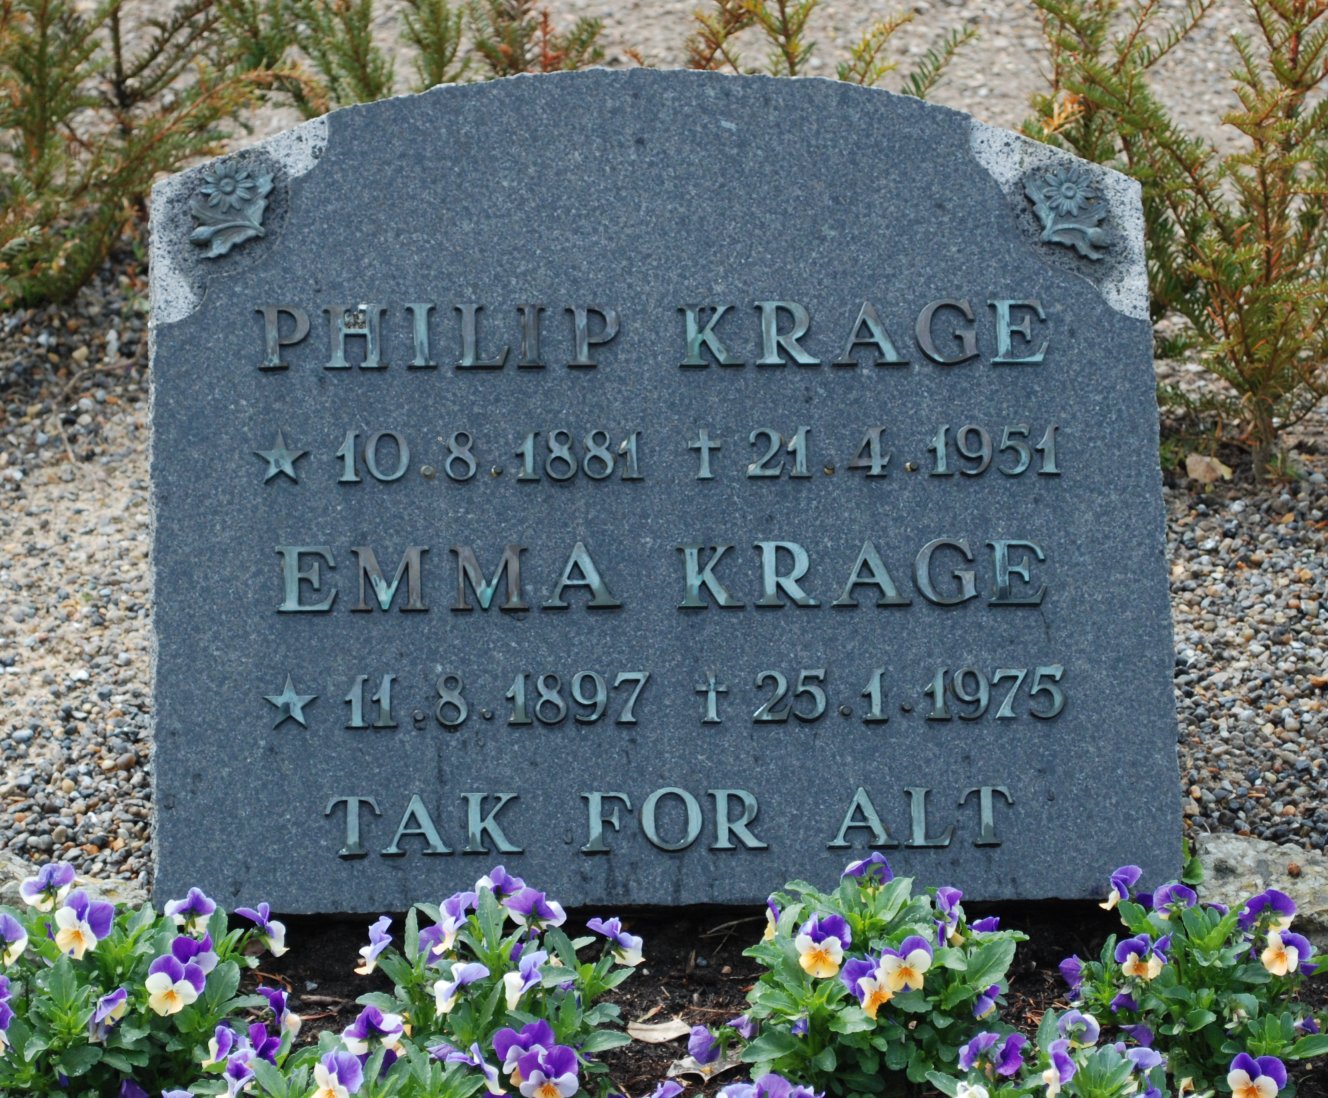 PHILIP KRAGE
★ 10.8.1881 † 21.4.1951
EMMA KRAGE
★ 11.8.1897 † 25.1.1975
TAK FOR ALT